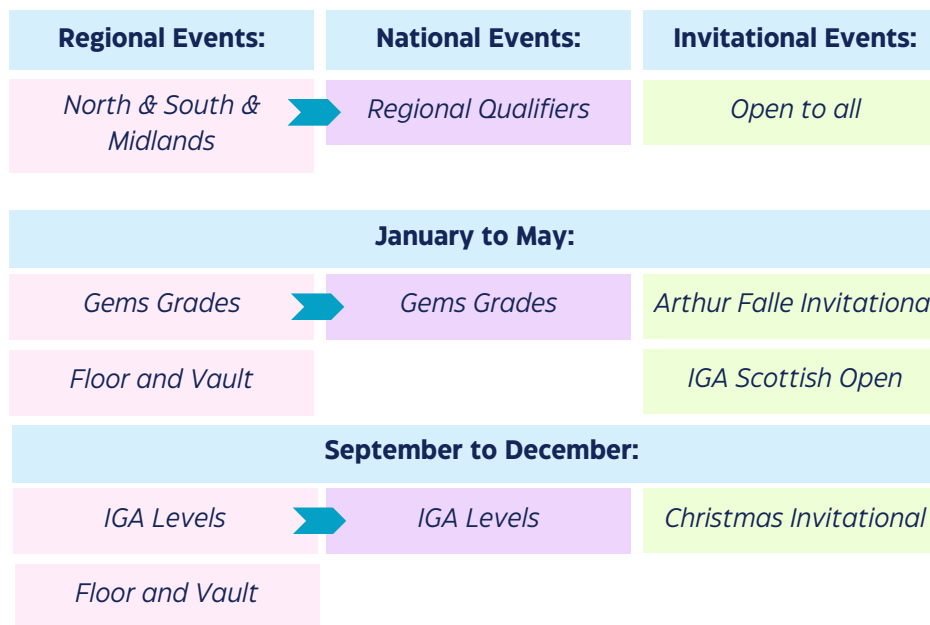 Regional Events:
National Events:
Invitational Events:
North & South &
Midlands
Regional Qualifiers
Open to all
January to May:
Gems Grades
Gems Grades
Arthur Falle Invitationa
Floor and Vault
IGA Scottish Open
September to December:
IGA Levels
IGA Levels
Christmas Invitational
Floor and Vault